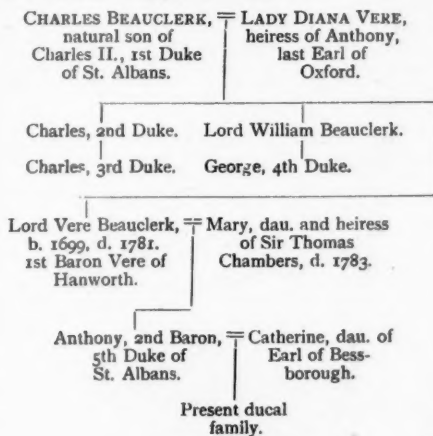 CHARLES BEAUCLERK,
natural son of
Charles II., 1st Duke
of St. Albans.
LADY DIANA VERE,
heiress of Anthony,
last Earl of
Oxford.
Charles, 2nd Duke.
Lord William Beauclerk.
Charles, 3rd Duke.
George, 4th Duke.
Lord Vere Beauclerk,
b. 1699, d. 1781.
1st Baron Vere of
Hanworth.
Mary, dau. and heiress
of Sir Thomas
Chambers, d. 1783.
Anthony, 2nd Baron,
5th Duke of
St. Albans.
Catherine, dau. of
Earl of Bess-
borough.
Present ducal
family.